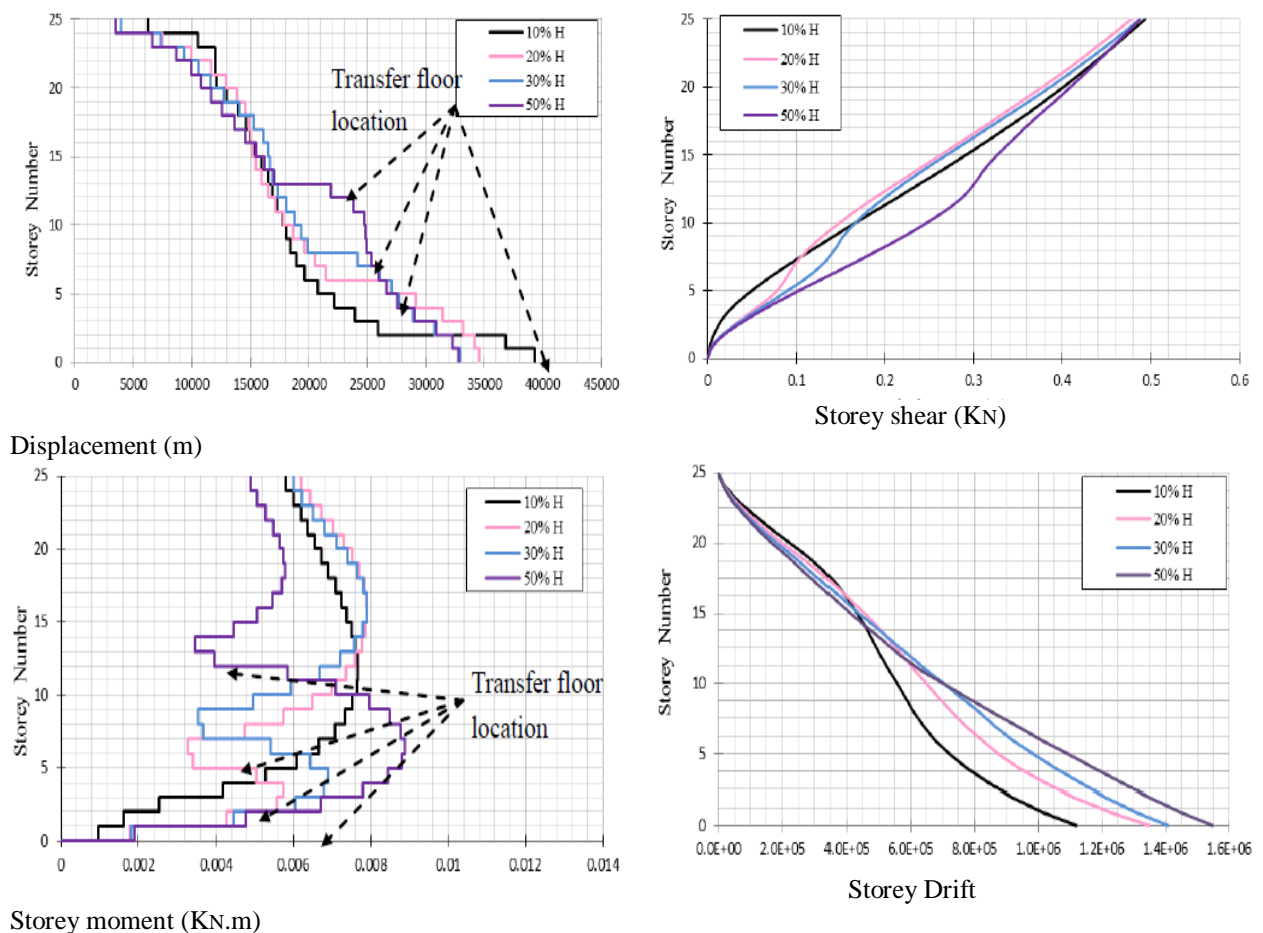 25
20
15
10
5
0
Storey Number
10% H
20% H
30% H
50% H
Transfer floor
location
0 5000 10000 15000 20000 25000 30000 35000 40000 45000
Displacement (m)
25
20
15
10
5
0
Storey Number
10% H
20% H
30% H
50% H
0 0.1 0.2 0.3 0.4 0.5 0.6
Storey shear (KN)
25
20
15
10
5
0
Storey Number
10% H
20% H
30% H
50% H
Transfer floor
location
0 0.002 0.004 0.006 0.008 0.01 0.012 0.014
Storey moment (KN.m)
25
20
15
10
5
0
Storey Number
10% H
20% H
30% H
50% H
0.0E+00 2.0E+05 4.0E+05 6.0E+05 8.0E+05 1.0E+06 1.2E+06 1.4E+06 1.6E+06
Storey Drift